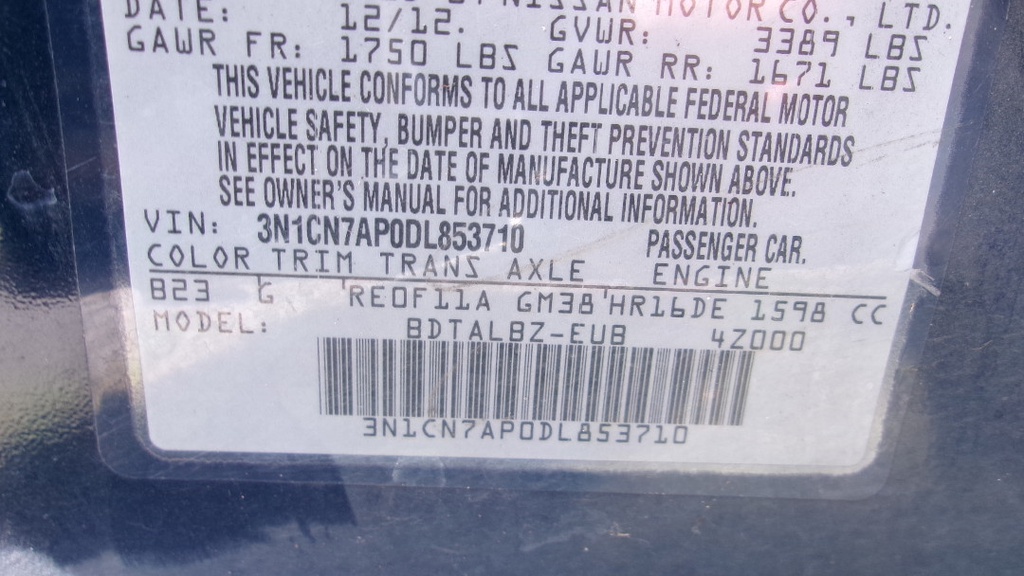 DATE: 12/12. NISSAN MOTOR CO., LTD.
GVWR: 3389 LBS
GAWR FR: 1750 LBS GAWR RR: 1671 LBS
THIS VEHICLE CONFORMS TO ALL APPLICABLE FEDERAL MOTOR
VEHICLE SAFETY, BUMPER AND THEFT PREVENTION STANDARDS
IN EFFECT ON THE DATE OF MANUFACTURE SHOWN ABOVE.
SEE OWNER'S MANUAL FOR ADDITIONAL INFORMATION.
VIN: 3N1CN7AP0DL853710 PASSENGER CAR.
COLOR TRIM TRANS AXLE ENGINE
B23 G RE0F11A GM38 HR16DE 1598 CC
MODEL: BDTALBZ-EUB 4Z000
3N1CN7AP0DL853710